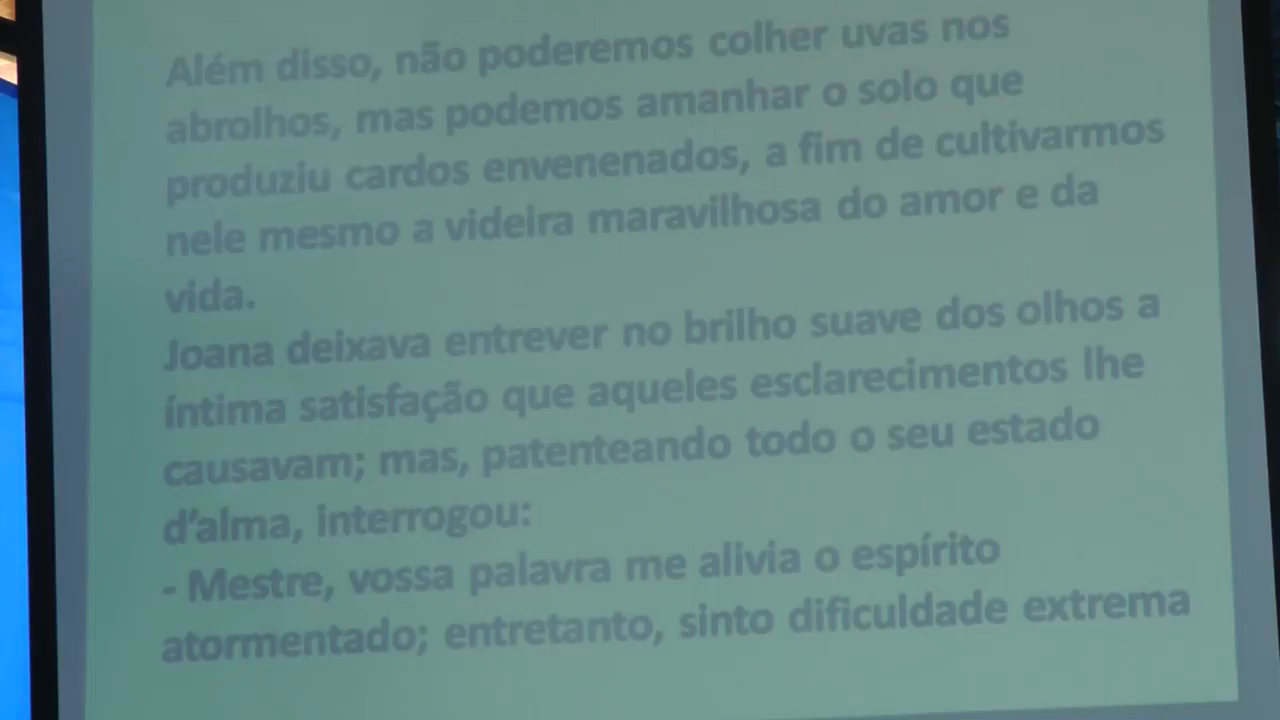 Além disso, não poderemos colher uvas nos
abrolhos, mas podemos amanhar o solo que
produziu cardos envenenados, a fim de cultivarmos
nele mesmo a videira maravilhosa do amor e da
vida.
Joana deixava entrever no brilho suave dos olhos a
íntima satisfação que aqueles esclarecimentos lhe
causavam; mas, patenteando todo o seu estado
d’alma, interrogou:
- Mestre, vossa palavra me alivia o espírito
atormentado; entretanto, sinto dificuldade extrema